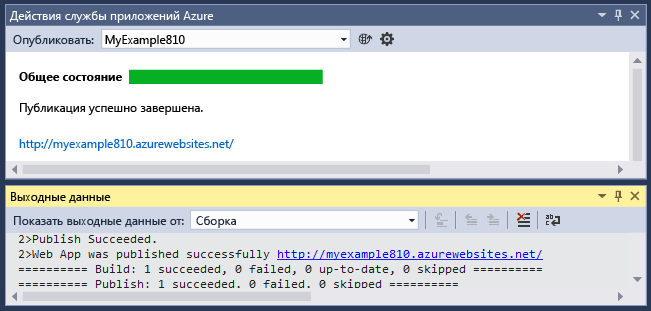 Действия службы приложений Azure
Опубликовать: MyExample810
Общее состояние
Публикация успешно завершена.
http://myexample810.azurewebsites.net/
Выходные данные
Показать выходные данные от: Сборка
2>Publish Succeeded.
2>Web App was published successfully http://myexample810.azurewebsites.net/
========== Build: 1 succeeded, 0 failed, 0 up-to-date, 0 skipped ==========
========== Publish: 1 succeeded, 0 failed, 0 skipped ==========